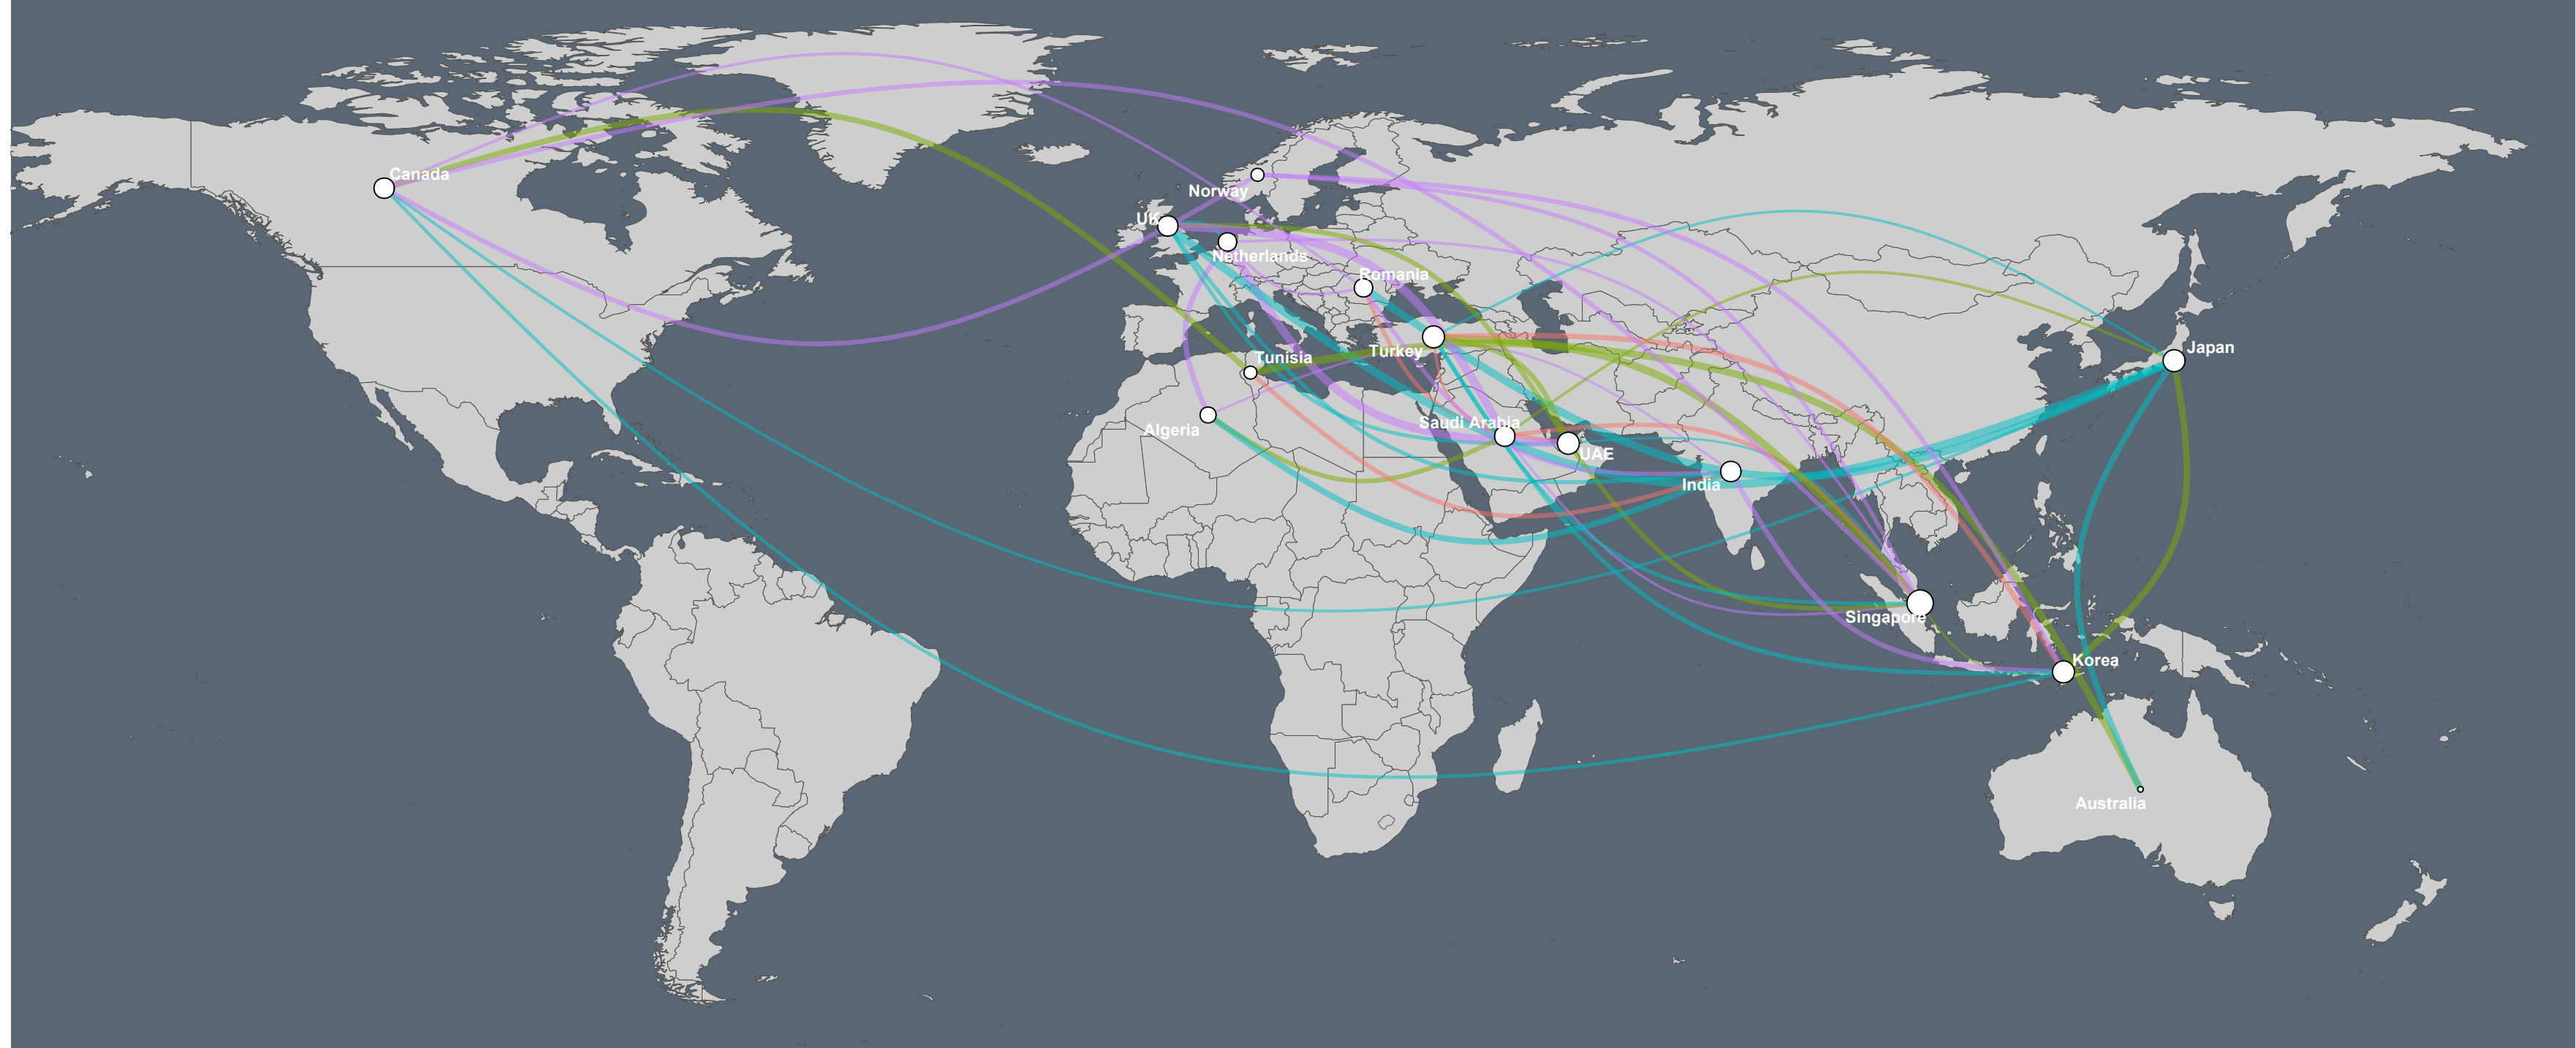 Canada
Norway
UK
Netherlands
Romania
Japan
Turkey
Tunisia
Saudi Arabia
Algeria
UAE
India
Singapore
Korea
Australia